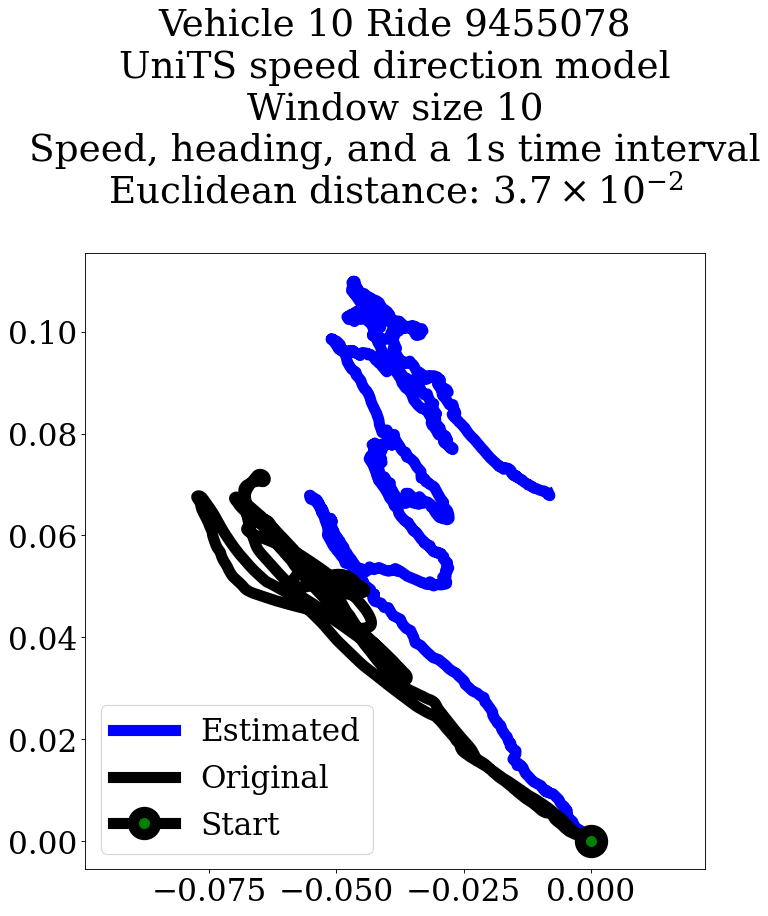 Vehicle 10 Ride 9455078
UniTS speed direction model
Window size 10
Speed, heading, and a 1s time interval
Euclidean distance: 3.7 × 10⁻²
0.10
0.08
0.06
0.04
0.02
0.00
Estimated
Original
Start
−0.075 −0.050 −0.025 0.000